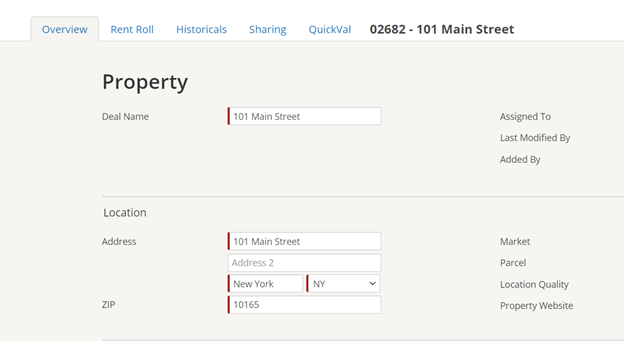 Overview Rent Roll Historicals Sharing QuickVal 02682 - 101 Main Street
Property
Deal Name 101 Main Street Assigned To
Last Modified By
Added By
Location
Address 101 Main Street Market
Address 2 Parcel
New York NY Location Quality
ZIP 10165 Property Website